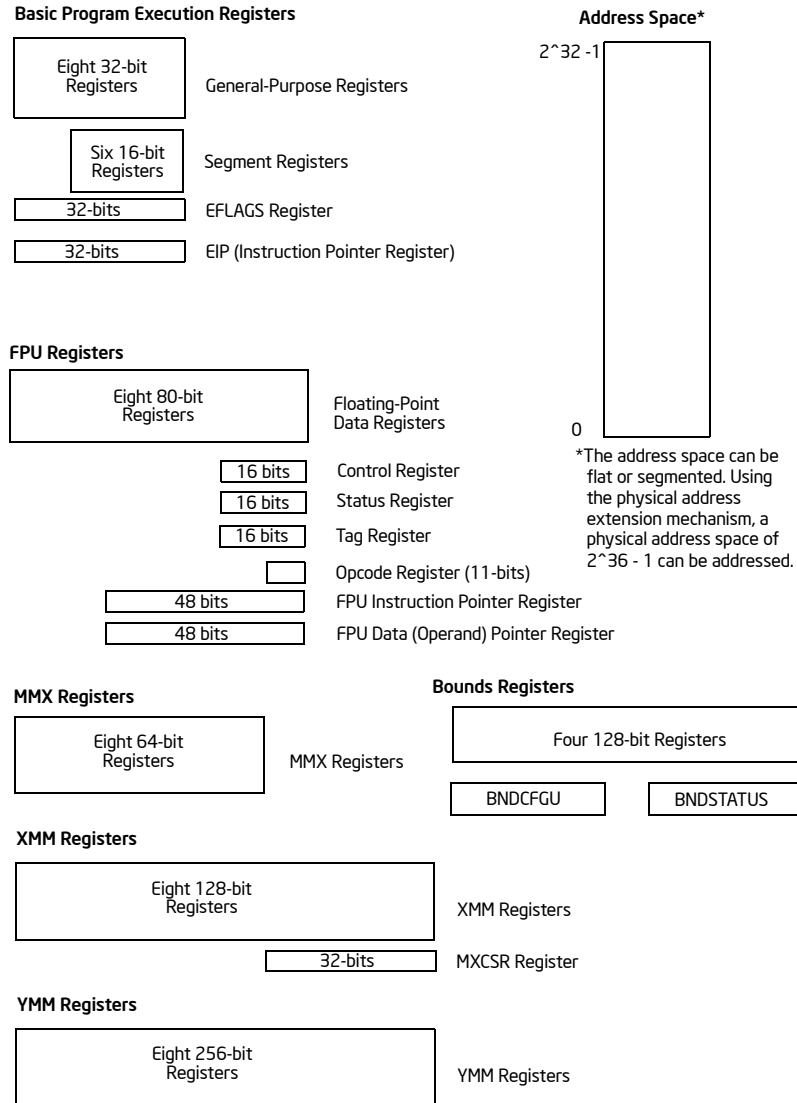 Basic Program Execution Registers
Address Space*
2^32 -1
Eight 32-bit
Registers
General-Purpose Registers
Six 16-bit
Registers
Segment Registers
32-bits
EFLAGS Register
32-bits
EIP (Instruction Pointer Register)
FPU Registers
Eight 80-bit
Registers
Floating-Point
Data Registers
0
*The address space can be
flat or segmented. Using
the physical address
extension mechanism, a
physical address space of
2^36 - 1 can be addressed.
16 bits
Control Register
16 bits
Status Register
16 bits
Tag Register
Opcode Register (11-bits)
48 bits
FPU Instruction Pointer Register
48 bits
FPU Data (Operand) Pointer Register
MMX Registers
Eight 64-bit
Registers
MMX Registers
Bounds Registers
Four 128-bit Registers
BNDCFGU
BNDSTATUS
XMM Registers
Eight 128-bit
Registers
XMM Registers
32-bits
MXCSR Register
YMM Registers
Eight 256-bit
Registers
YMM Registers